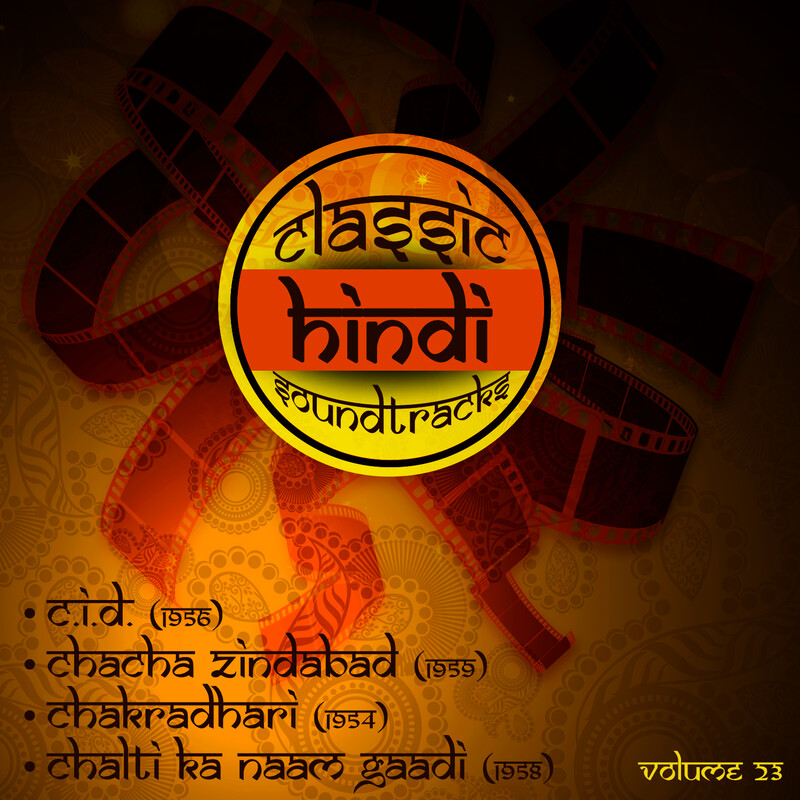 classic
hindi
soundtracks
• c.i.d. (1956)
• chacha zindabad (1959)
• chakradhari (1954)
• chalti ka naam gaadi (1958)
volume 23